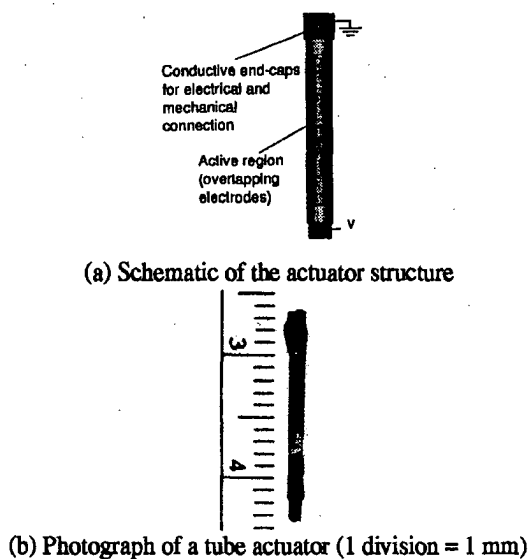 Conductive end-caps
for electrical and
mechanical
connection
Active region
(overlapping
electrodes)
V
(a) Schematic of the actuator structure
3
4
(b) Photograph of a tube actuator (1 division = 1 mm)